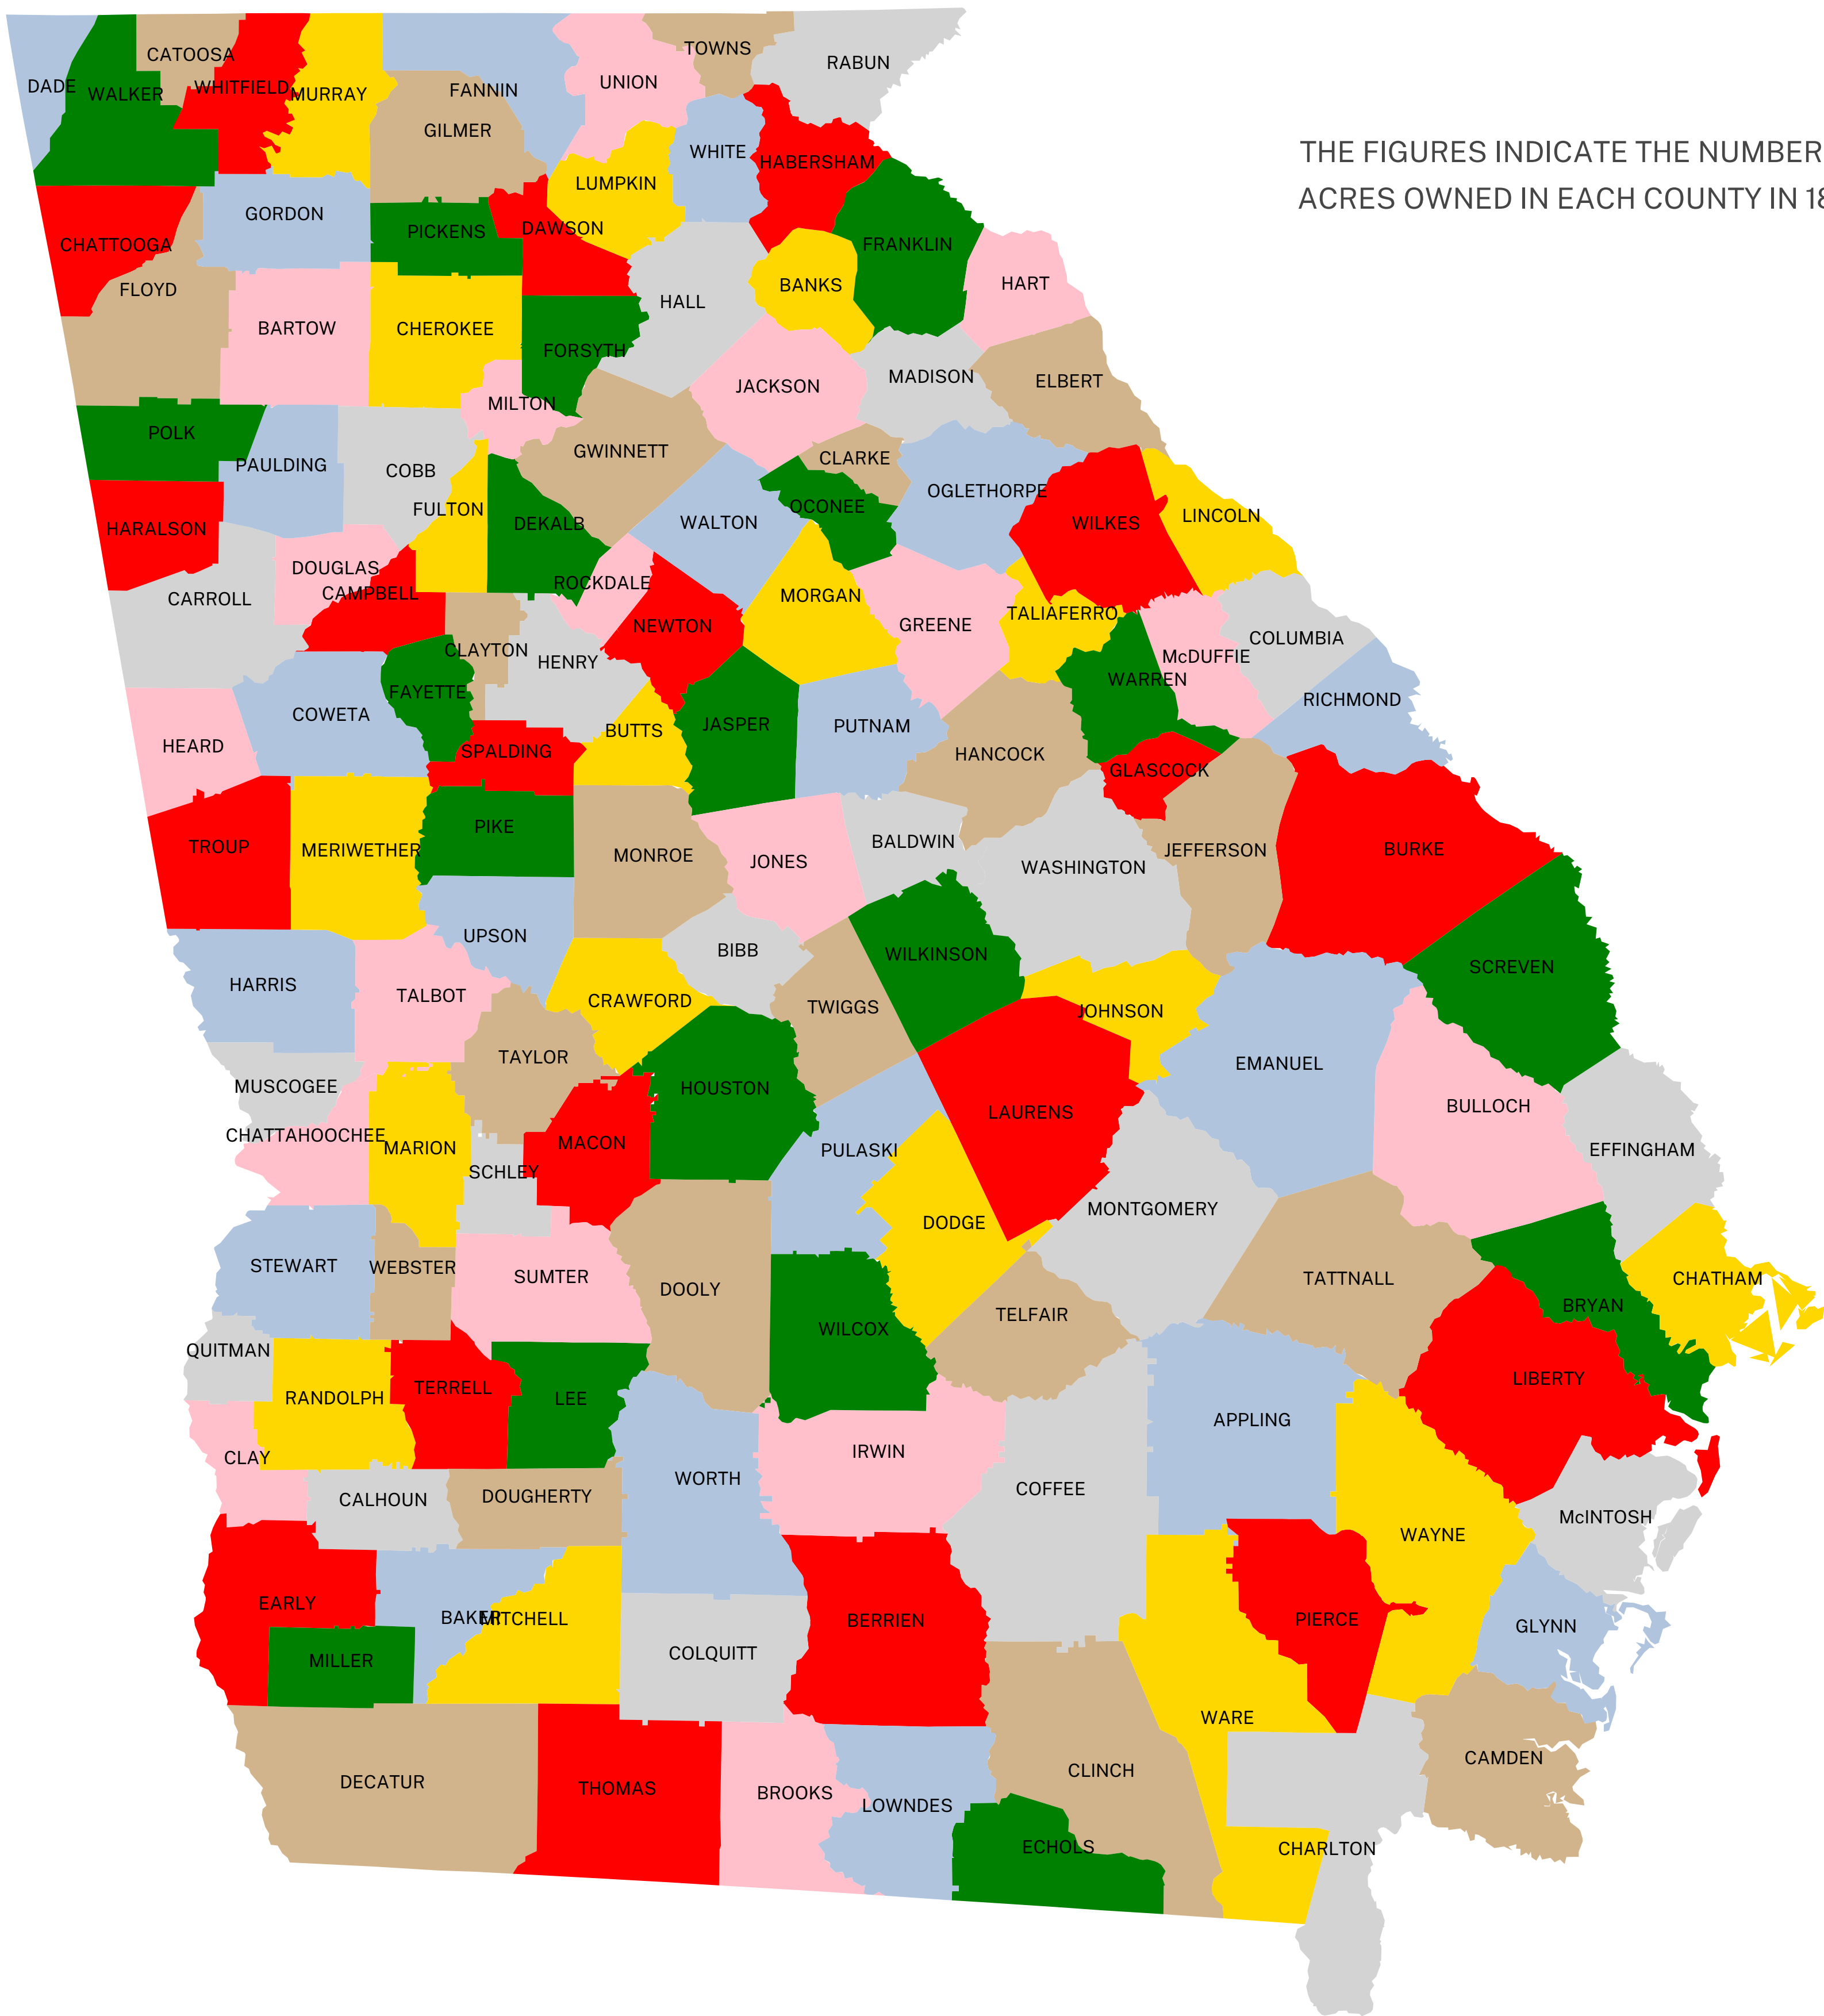 TOWNS
CATOOSA
RABUN
UNION
DADE
WALKER
WHITFIELD
MURRAY
FANNIN
GILMER
THE FIGURES INDICATE THE NUMBER
WHITE
HABERSHAM
LUMPKIN
ACRES OWNED IN EACH COUNTY IN 18
GORDON
PICKENS
DAWSON
CHATTOOGA
FRANKLIN
FLOYD
BANKS
HART
HALL
BARTOW
CHEROKEE
FORSYTH
MADISON
JACKSON
ELBERT
MILTON
POLK
GWINNETT
CLARKE
PAULDING
COBB
OGLETHORPE
FULTON
OCONEE
LINCOLN
HARALSON
DEKALB
WALTON
WILKES
DOUGLAS
ROCKDALE
CAMPBELL
CARROLL
MORGAN
TALIAFERRO
NEWTON
GREENE
COLUMBIA
CLAYTON
HENRY
McDUFFIE
FAYETTE
WARREN
RICHMOND
COWETA
BUTTS
JASPER
PUTNAM
HEARD
SPALDING
HANCOCK
GLASCOCK
PIKE
TROUP
MERIWETHER
MONROE
JONES
BALDWIN
WASHINGTON
JEFFERSON
BURKE
UPSON
BIBB
WILKINSON
SCREVEN
HARRIS
TALBOT
CRAWFORD
TWIGGS
JOHNSON
TAYLOR
EMANUEL
MUSCOGEE
HOUSTON
LAURENS
BULLOCH
CHATTAHOOCHEE
MARION
MACON
PULASKI
EFFINGHAM
SCHLEY
MONTGOMERY
DODGE
STEWART
WEBSTER
SUMTER
DOOLY
TATTNALL
CHATHAM
BRYAN
TELFAIR
WILCOX
QUITMAN
RANDOLPH
TERRELL
LEE
LIBERTY
APPLING
CLAY
IRWIN
WORTH
COFFEE
CALHOUN
DOUGHERTY
McINTOSH
WAYNE
EARLY
BAKER
MITCHELL
BERRIEN
PIERCE
GLYNN
MILLER
COLQUITT
WARE
CAMDEN
DECATUR
THOMAS
BROOKS
CLINCH
LOWNDES
ECHOLS
CHARLTON